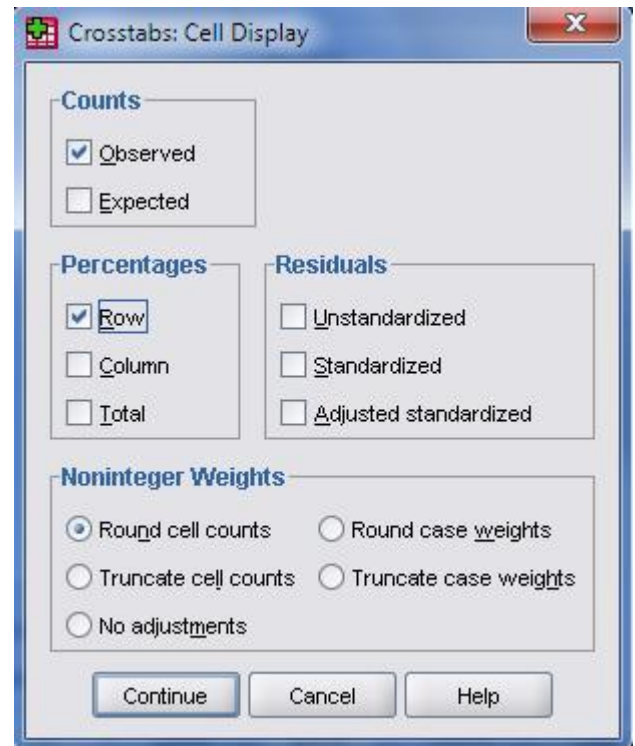 Crosstabs: Cell Display
Counts
Observed
Expected
Percentages
Row
Column
Total
Residuals
Unstandardized
Standardized
Adjusted standardized
Noninteger Weights
Round cell counts
Round case weights
Truncate cell counts
Truncate case weights
No adjustments
Continue
Cancel
Help